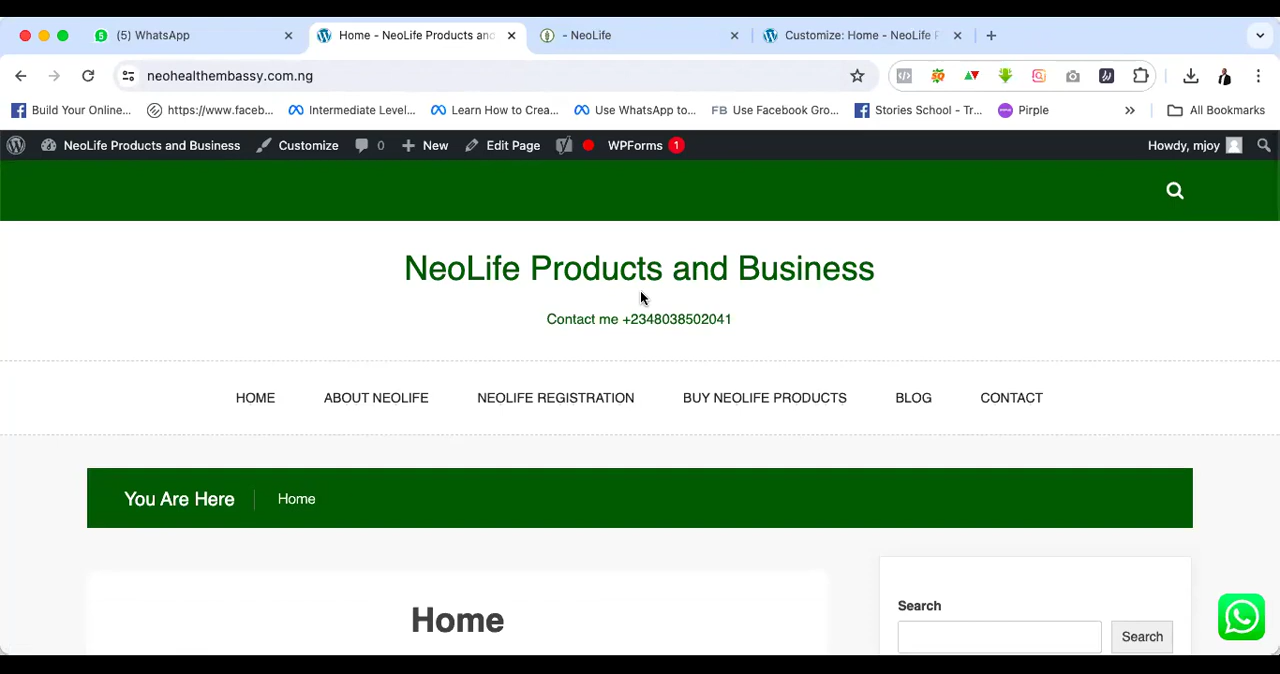 (5) WhatsApp
Home - NeoLife Products anc
- NeoLife
Customize: Home - NeoLife P
neohealthembassy.com.ng
Build Your Online...
https://www.faceb...
Intermediate Level...
Learn How to Crea...
Use WhatsApp to...
FB Use Facebook Gro...
Stories School - Tr...
Pirple
»
All Bookmarks
NeoLife Products and Business
Customize
0
New
Edit Page
WPForms 1
Howdy, mjoy
NeoLife Products and Business
Contact me +2348038502041
HOME
ABOUT NEOLIFE
NEOLIFE REGISTRATION
BUY NEOLIFE PRODUCTS
BLOG
CONTACT
You Are Here
Home
Home
Search
Search